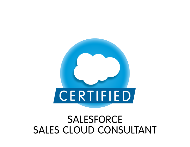 CERTIFIED
SALESFORCE
SALES CLOUD CONSULTANT